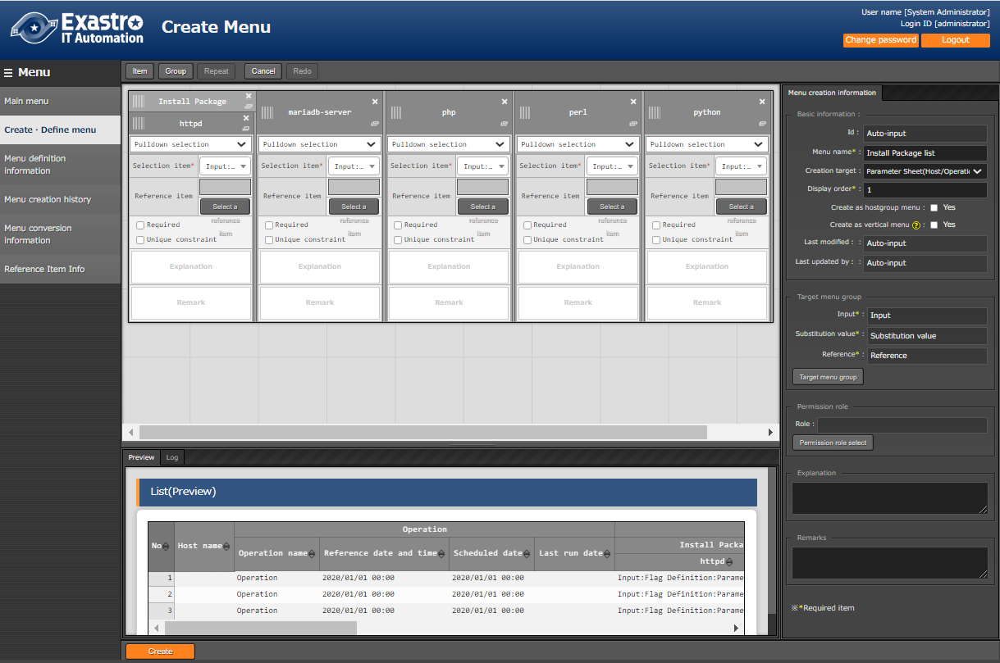 Exastro
IT Automation
Create Menu
User name [System Administrator]
Login ID [administrator]
Change password
Logout
Menu
Main menu
Create · Define menu
Menu definition
information
Menu creation history
Menu conversion
information
Reference Item Info
Item Group Repeat Cancel Redo
Install Package
httpd
mariadb-server
php
perl
python
Pulldown selection Pulldown selection Pulldown selection Pulldown selection Pulldown selection
Selection item* Input:... Selection item* Input:... Selection item* Input:... Selection item* Input:... Selection item* Input:...
Reference item Reference item Reference item Reference item Reference item
Select a Select a Select a Select a Select a
reference reference reference reference reference
item item item item item
Required Required Required Required Required
Unique constraint Unique constraint Unique constraint Unique constraint Unique constraint
Explanation Explanation Explanation Explanation Explanation
Remark Remark Remark Remark Remark
Preview Log
List(Preview)
Operation
No Host name Operation name Reference date and time Scheduled date Last run date
Install Packa
httpd
1 Operation 2020/01/01 00:00 2020/01/01 00:00 Input:Flag Definition:Parame
2 Operation 2020/01/01 00:00 2020/01/01 00:00 Input:Flag Definition:Parame
3 Operation 2020/01/01 00:00 2020/01/01 00:00 Input:Flag Definition:Parame
Create
Menu creation information
Basic information :
Id : Auto-input
Menu name* : Install Package list
Creation target : Parameter Sheet(Host/Operatic
Display order* : 1
Create as hostgroup menu : Yes
Create as vertical menu ? : Yes
Last modified : : Auto-input
Last updated by : : Auto-input
Target menu group
Input* : Input
Substitution value* : Substitution value
Reference* : Reference
Target menu group
Permission role
Role :
Permission role select
Explanation
Remarks
※*Required item